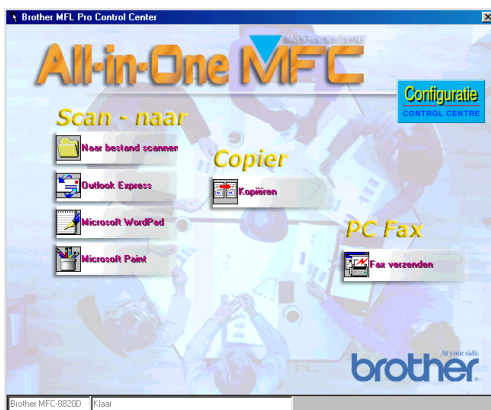 Brother MFL Pro Control Center
All-in-One MFC
Configuratie
CONTROL CENTRE
Scan - naar
Naar bestand scannen
Outlook Express
Microsoft WordPad
Microsoft Paint
Copier
Kopiëren
PC Fax
Fax verzenden
At your side.
brother
Brother MFC-8820D
Klaar